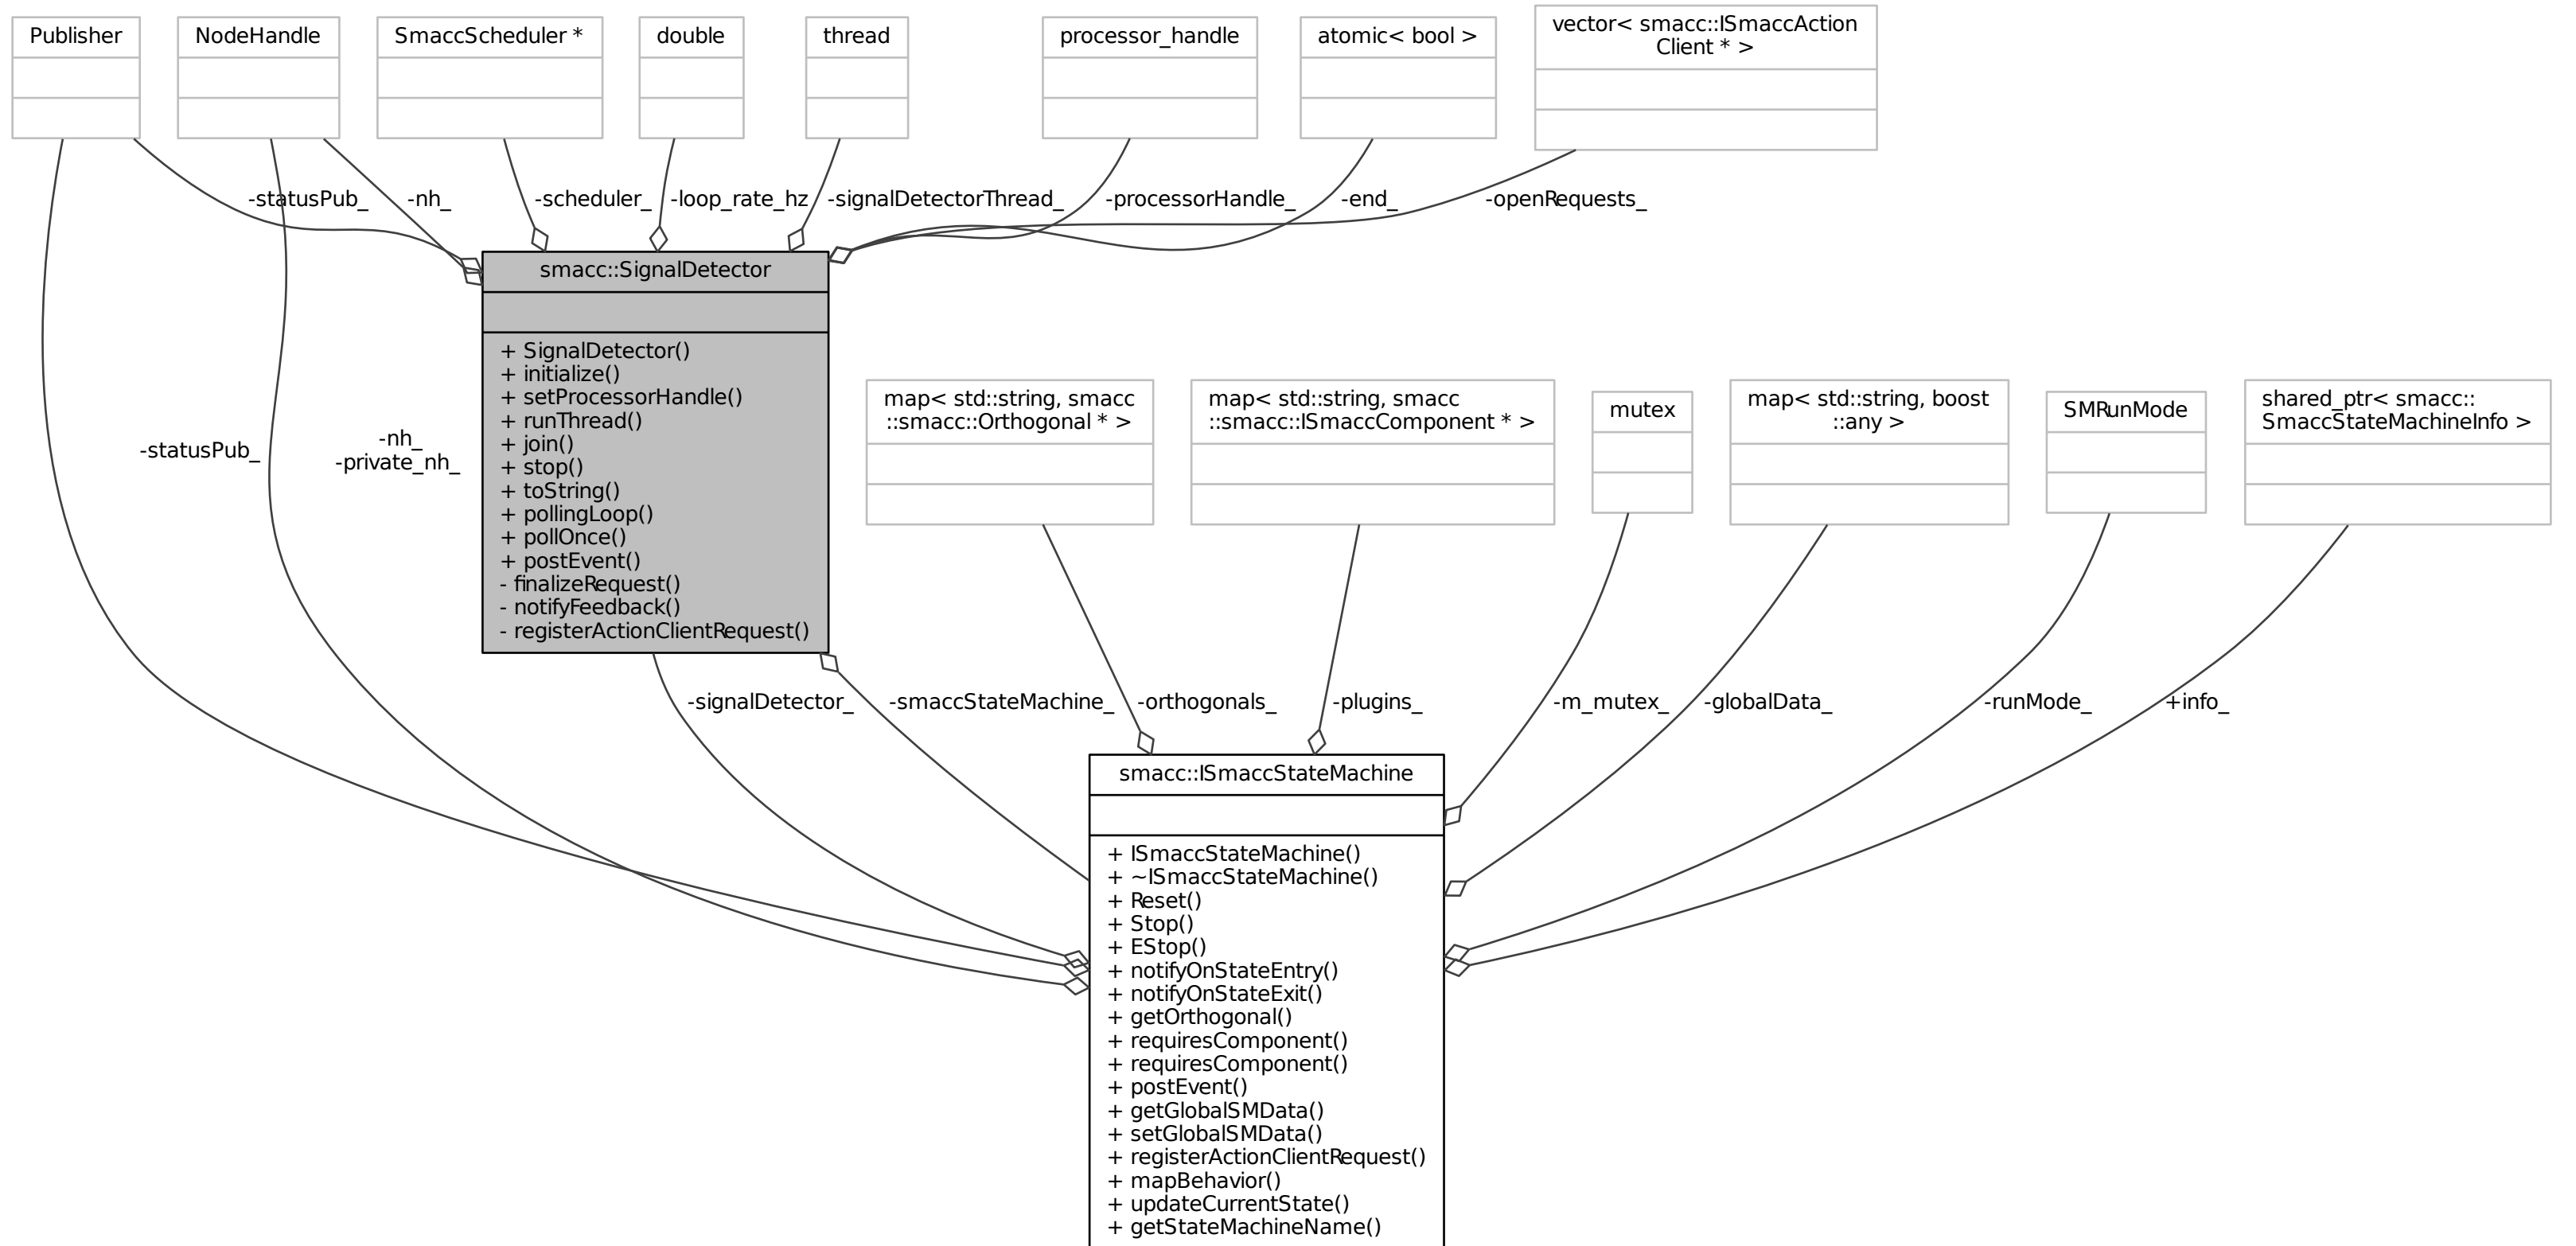 Publisher
NodeHandle
SmaccScheduler *
double
thread
processor_handle
atomic< bool >
vector< smacc::ISmaccAction
Client * >
-statusPub_
-nh_
-scheduler_
-loop_rate_hz
-signalDetectorThread_
-processorHandle_
-end_
-openRequests_
smacc::SignalDetector
+ SignalDetector()
+ initialize()
+ setProcessorHandle()
+ runThread()
+ join()
+ stop()
+ toString()
+ pollingLoop()
+ pollOnce()
+ postEvent()
- finalizeRequest()
- notifyFeedback()
- registerActionClientRequest()
map< std::string, smacc
::smacc::Orthogonal * >
map< std::string, smacc
::smacc::ISmaccComponent * >
mutex
map< std::string, boost
::any >
SMRunMode
shared_ptr< smacc::
SmaccStateMachineInfo >
-statusPub_
-nh_
-private_nh_
-signalDetector_
-smaccStateMachine_
-orthogonals_
-plugins_
-m_mutex_
-globalData_
-runMode_
+info_
smacc::ISmaccStateMachine
+ ISmaccStateMachine()
+ ~ISmaccStateMachine()
+ Reset()
+ Stop()
+ EStop()
+ notifyOnStateEntry()
+ notifyOnStateExit()
+ getOrthogonal()
+ requiresComponent()
+ requiresComponent()
+ postEvent()
+ getGlobalSMData()
+ setGlobalSMData()
+ registerActionClientRequest()
+ mapBehavior()
+ updateCurrentState()
+ getStateMachineName()